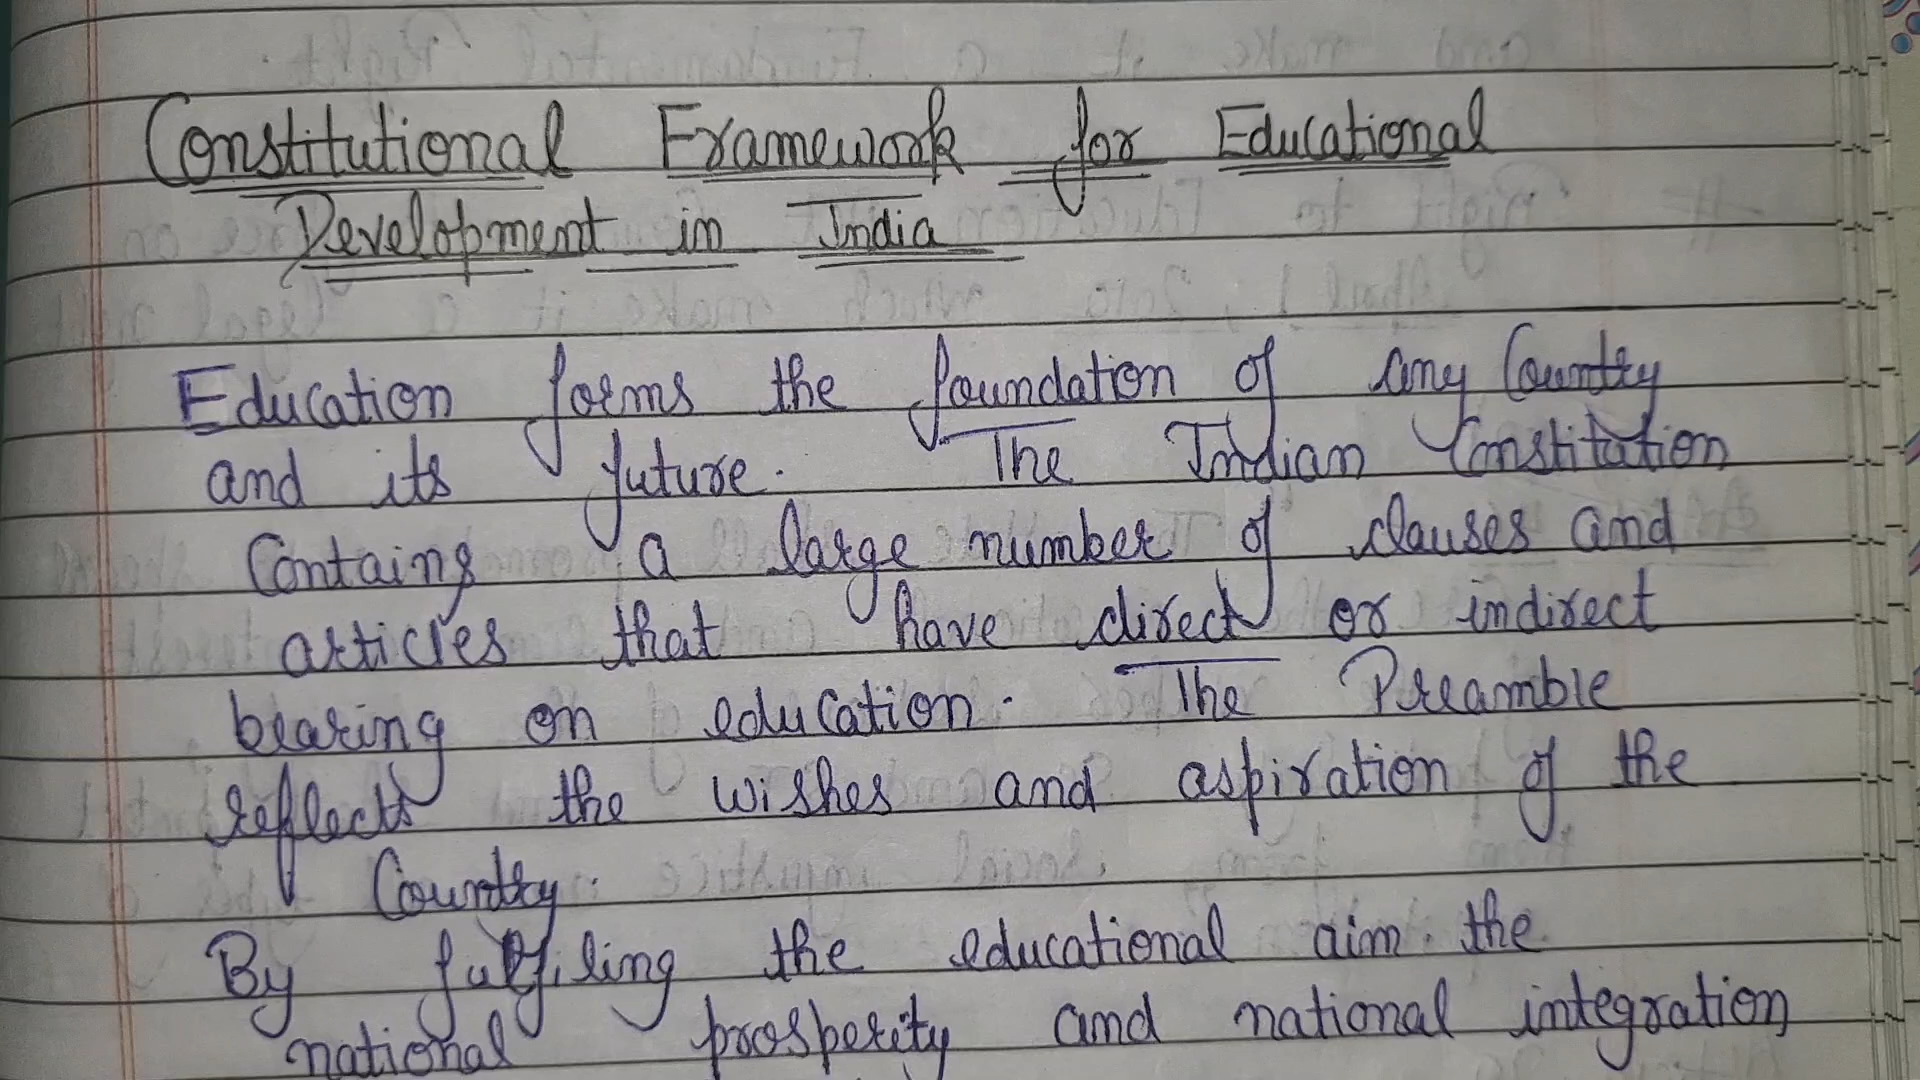 Constitutional Framework for Educational
Development in India
Education forms the foundation of any Country
and its future. The Indian Constitution
Contains a large number of clauses and
articles that have direct or indirect
bearing on education. The Preamble
reflects the wishes and aspiration of the
Country.
By fulfiling the educational aim the
national prosperity and national integration